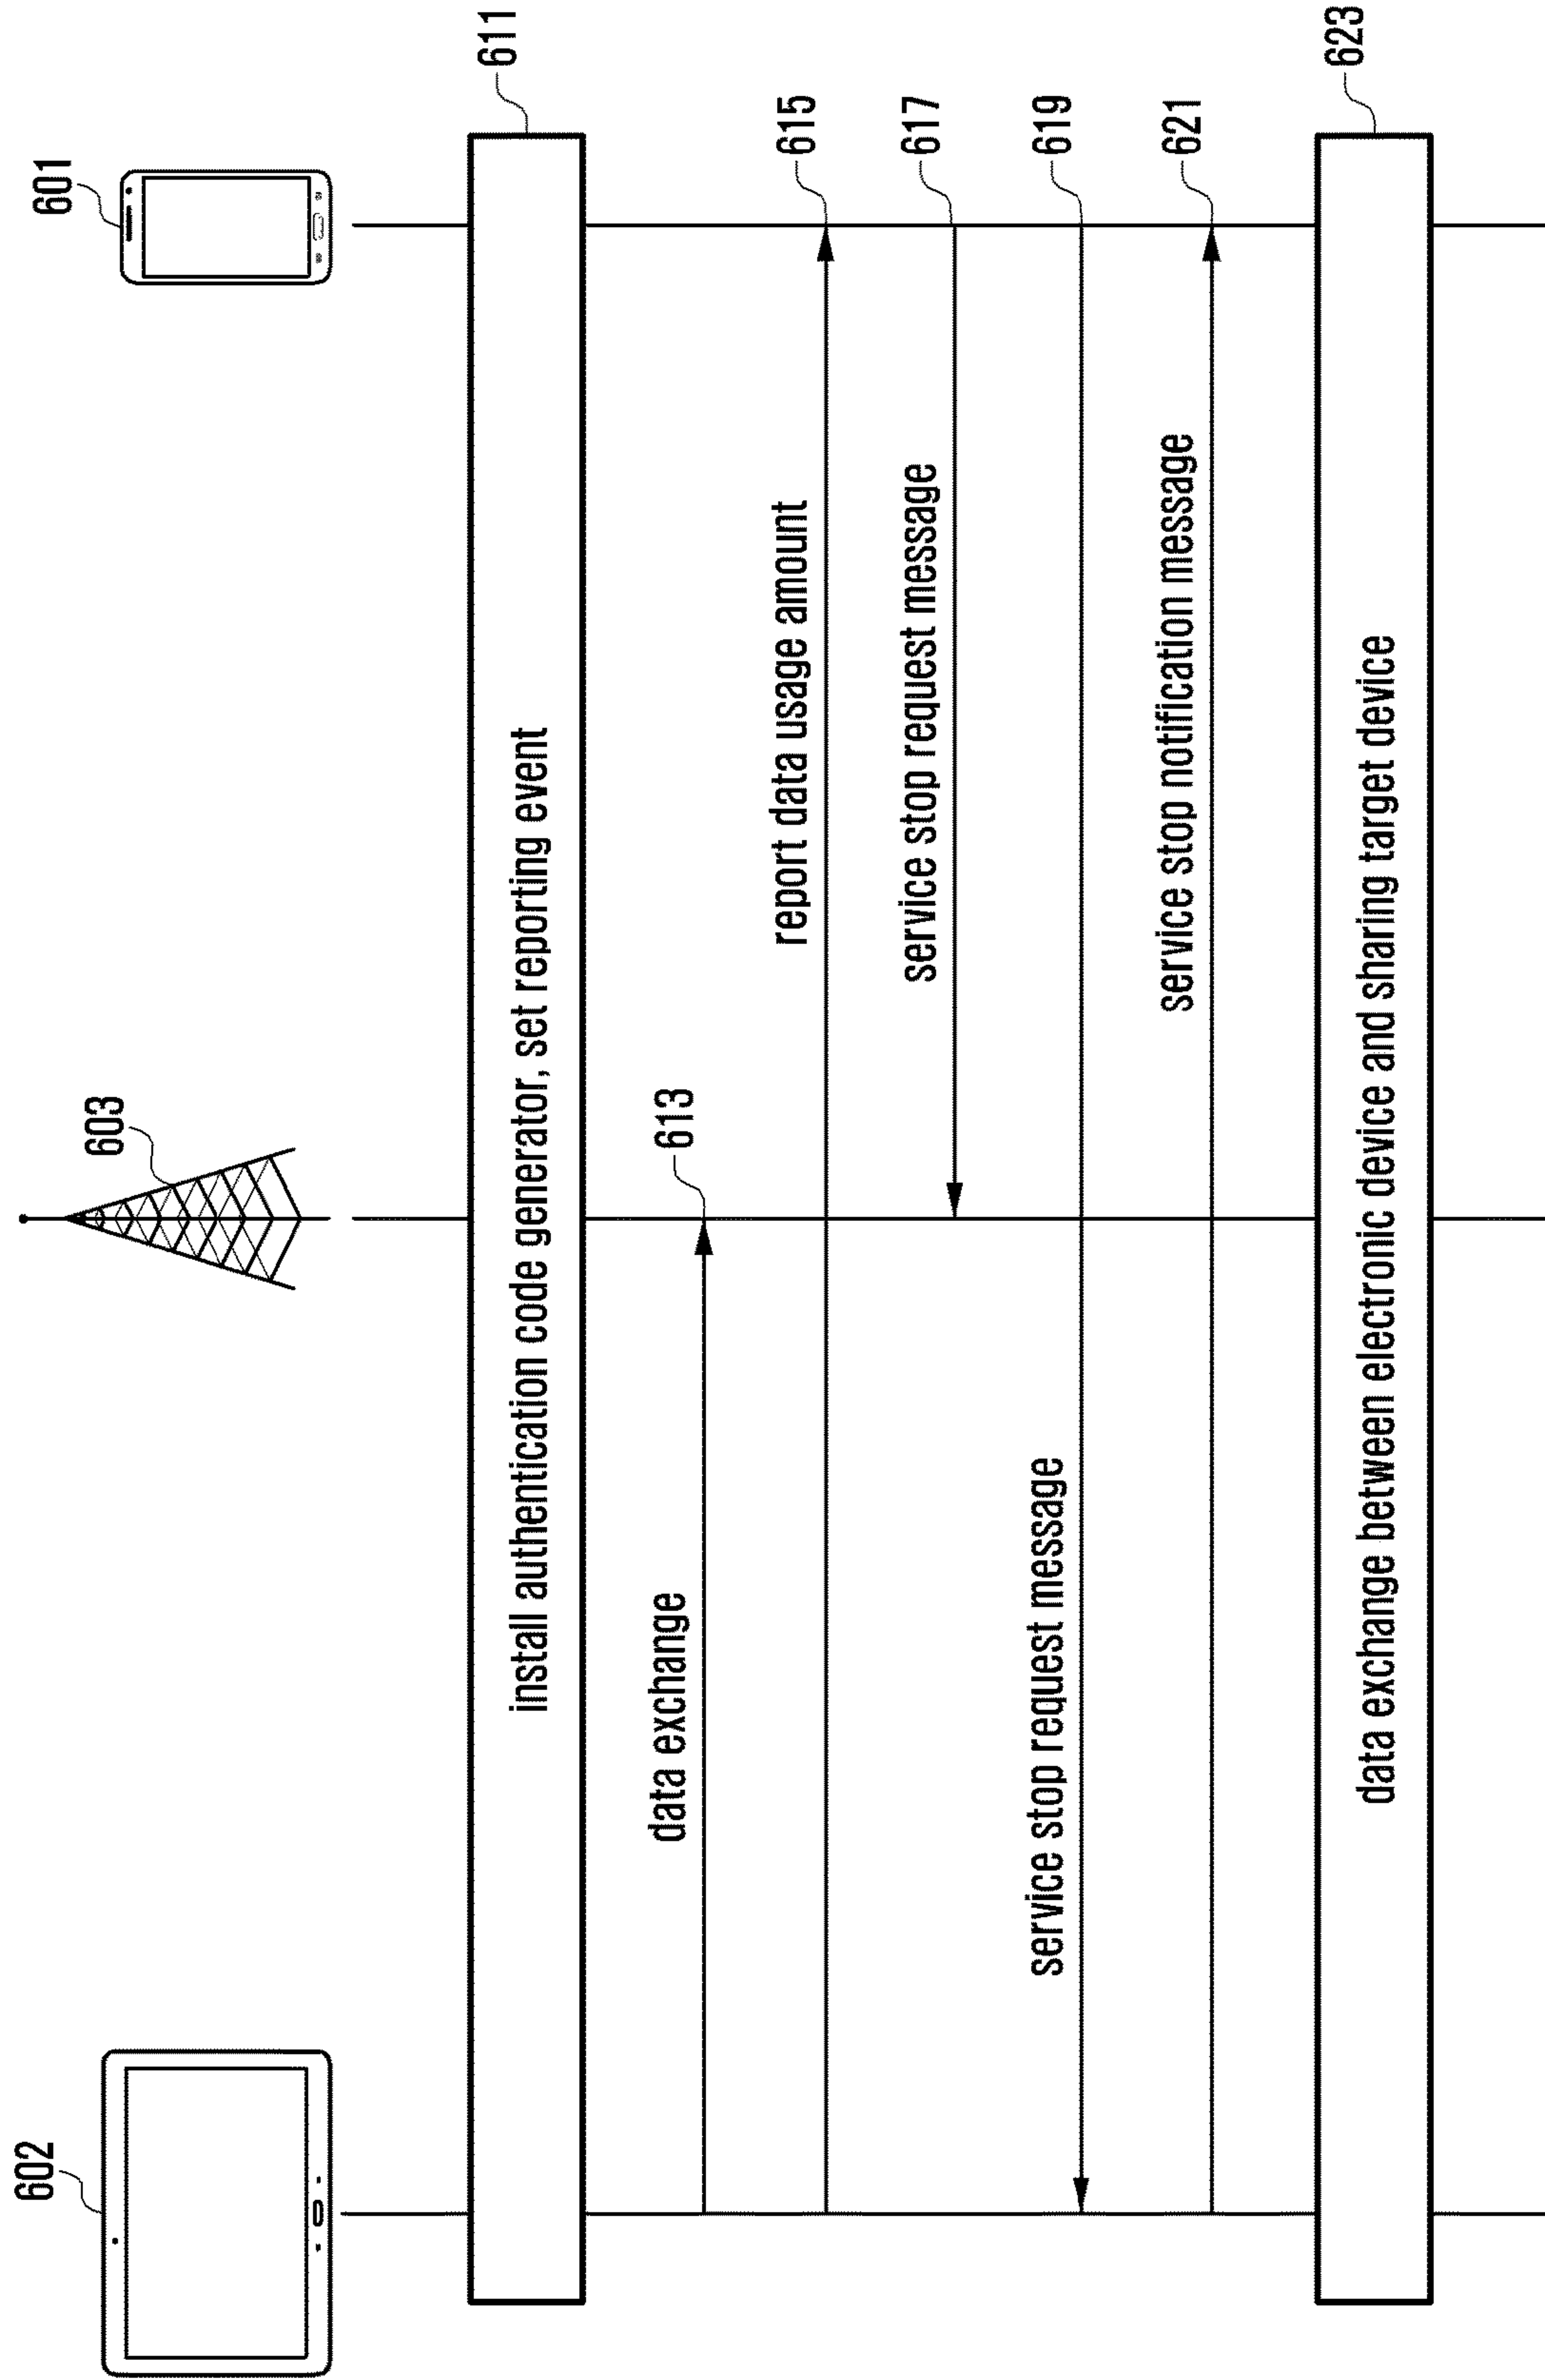 602
603
601
install authentication code generator, set reporting event
611
data exchange
613
report data usage amount
615
service stop request message
617
service stop request message
619
service stop notification message
621
data exchange between electronic device and sharing target device
623